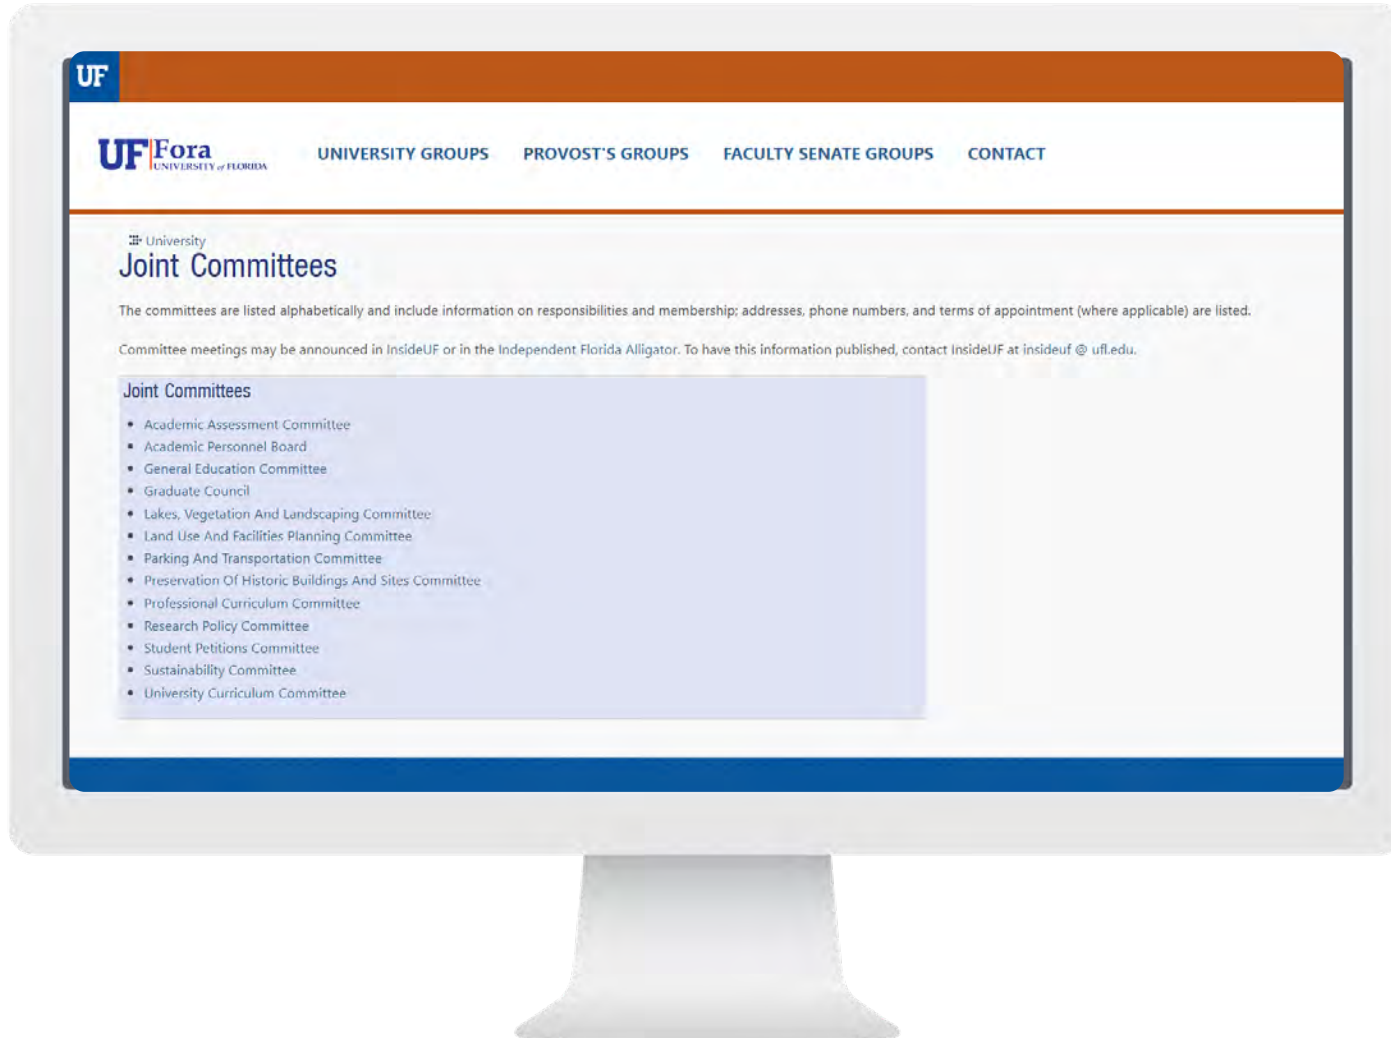 UF
UF Fora
UNIVERSITY of FLORIDA
UNIVERSITY GROUPS PROVOST'S GROUPS FACULTY SENATE GROUPS CONTACT
University
Joint Committees
The committees are listed alphabetically and include information on responsibilities and membership; addresses, phone numbers, and terms of appointment (where applicable) are listed.
Committee meetings may be announced in InsideUF or in the Independent Florida Alligator. To have this information published, contact InsideUF at insideuf @ ufl.edu.
Joint Committees
• Academic Assessment Committee
• Academic Personnel Board
• General Education Committee
• Graduate Council
• Lakes, Vegetation And Landscaping Committee
• Land Use And Facilities Planning Committee
• Parking And Transportation Committee
• Preservation Of Historic Buildings And Sites Committee
• Professional Curriculum Committee
• Research Policy Committee
• Student Petitions Committee
• Sustainability Committee
• University Curriculum Committee